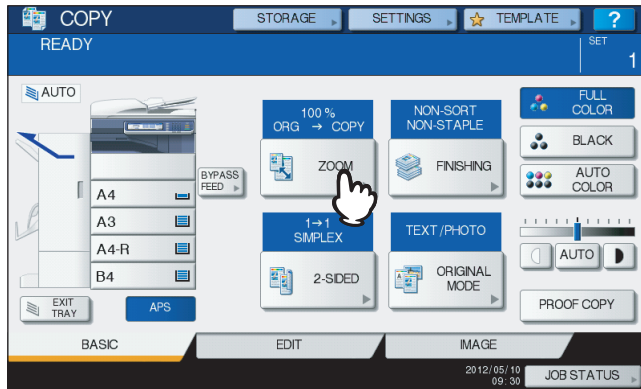 COPY
STORAGE
SETTINGS
TEMPLATE
?
READY
SET
1
AUTO
A4
A3
A4-R
B4
BYPASS
FEED
EXIT
TRAY
APS
100 %
ORG → COPY
ZOOM
NON-SORT
NON-STAPLE
FINISHING
1→1
SIMPLEX
2-SIDED
TEXT/PHOTO
ORIGINAL
MODE
FULL
COLOR
BLACK
AUTO
COLOR
AUTO
PROOF COPY
BASIC
EDIT
IMAGE
2012/05/10
09:30
JOB STATUS